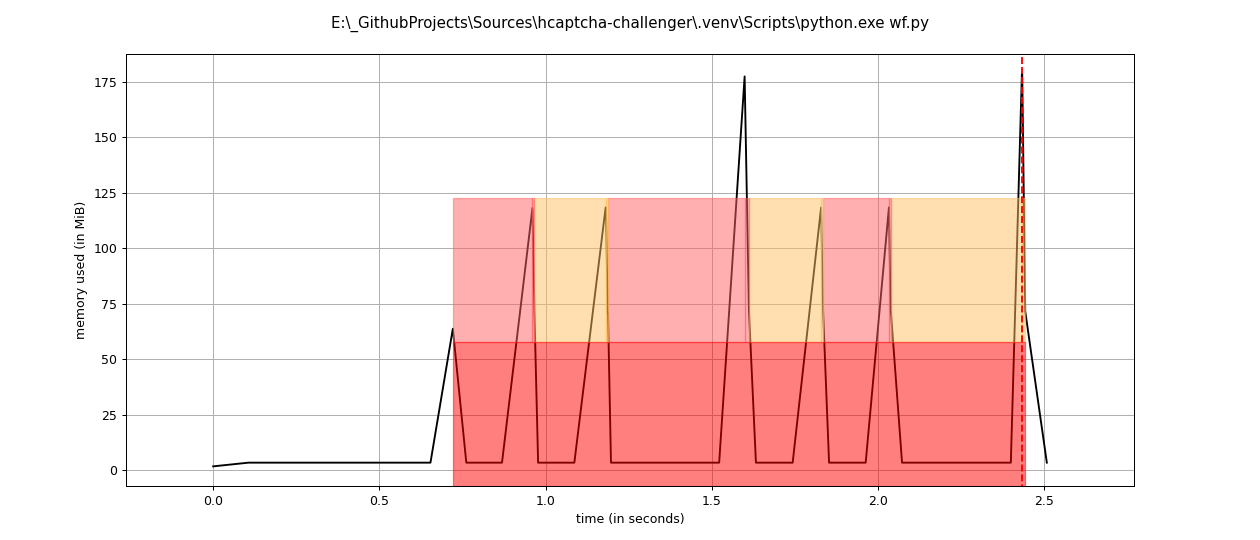 E:\_GithubProjects\Sources\hcaptcha-challenger\.venv\Scripts\python.exe wf.py
175
150
125
100
75
50
25
0
memory used (in MiB)
0.0 0.5 1.0 1.5 2.0 2.5
time (in seconds)